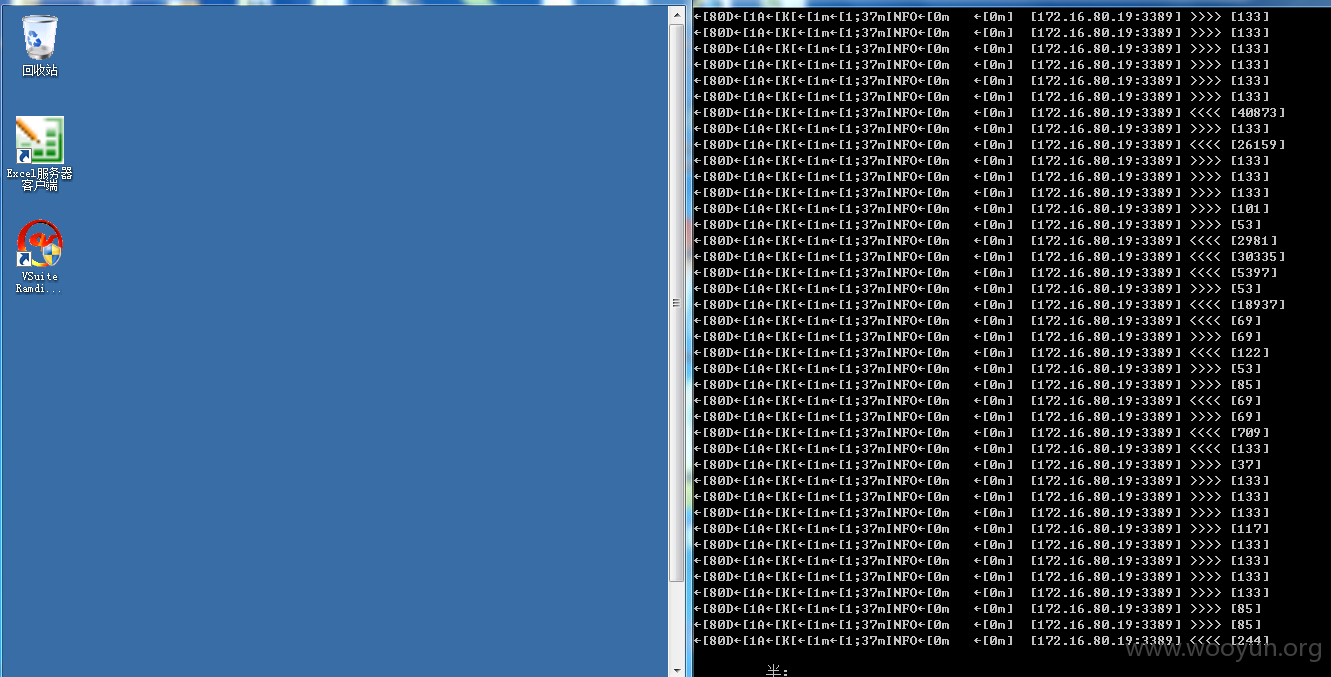 回收站
Excel服务器
客户端
VSuite
Ramdi...
←[80D←[1A←[K[←[1m←[1;37mINFO←[0m   ←[0m]  [172.16.80.19:3389] >>>> [133]
←[80D←[1A←[K[←[1m←[1;37mINFO←[0m   ←[0m]  [172.16.80.19:3389] >>>> [133]
←[80D←[1A←[K[←[1m←[1;37mINFO←[0m   ←[0m]  [172.16.80.19:3389] >>>> [133]
←[80D←[1A←[K[←[1m←[1;37mINFO←[0m   ←[0m]  [172.16.80.19:3389] >>>> [133]
←[80D←[1A←[K[←[1m←[1;37mINFO←[0m   ←[0m]  [172.16.80.19:3389] >>>> [133]
←[80D←[1A←[K[←[1m←[1;37mINFO←[0m   ←[0m]  [172.16.80.19:3389] >>>> [133]
←[80D←[1A←[K[←[1m←[1;37mINFO←[0m   ←[0m]  [172.16.80.19:3389] <<<< [40873]
←[80D←[1A←[K[←[1m←[1;37mINFO←[0m   ←[0m]  [172.16.80.19:3389] >>>> [133]
←[80D←[1A←[K[←[1m←[1;37mINFO←[0m   ←[0m]  [172.16.80.19:3389] <<<< [26159]
←[80D←[1A←[K[←[1m←[1;37mINFO←[0m   ←[0m]  [172.16.80.19:3389] >>>> [133]
←[80D←[1A←[K[←[1m←[1;37mINFO←[0m   ←[0m]  [172.16.80.19:3389] >>>> [133]
←[80D←[1A←[K[←[1m←[1;37mINFO←[0m   ←[0m]  [172.16.80.19:3389] >>>> [133]
←[80D←[1A←[K[←[1m←[1;37mINFO←[0m   ←[0m]  [172.16.80.19:3389] >>>> [101]
←[80D←[1A←[K[←[1m←[1;37mINFO←[0m   ←[0m]  [172.16.80.19:3389] >>>> [53]
←[80D←[1A←[K[←[1m←[1;37mINFO←[0m   ←[0m]  [172.16.80.19:3389] <<<< [2981]
←[80D←[1A←[K[←[1m←[1;37mINFO←[0m   ←[0m]  [172.16.80.19:3389] <<<< [30335]
←[80D←[1A←[K[←[1m←[1;37mINFO←[0m   ←[0m]  [172.16.80.19:3389] <<<< [5397]
←[80D←[1A←[K[←[1m←[1;37mINFO←[0m   ←[0m]  [172.16.80.19:3389] >>>> [53]
←[80D←[1A←[K[←[1m←[1;37mINFO←[0m   ←[0m]  [172.16.80.19:3389] <<<< [18937]
←[80D←[1A←[K[←[1m←[1;37mINFO←[0m   ←[0m]  [172.16.80.19:3389] <<<< [69]
←[80D←[1A←[K[←[1m←[1;37mINFO←[0m   ←[0m]  [172.16.80.19:3389] >>>> [69]
←[80D←[1A←[K[←[1m←[1;37mINFO←[0m   ←[0m]  [172.16.80.19:3389] <<<< [122]
←[80D←[1A←[K[←[1m←[1;37mINFO←[0m   ←[0m]  [172.16.80.19:3389] >>>> [53]
←[80D←[1A←[K[←[1m←[1;37mINFO←[0m   ←[0m]  [172.16.80.19:3389] >>>> [85]
←[80D←[1A←[K[←[1m←[1;37mINFO←[0m   ←[0m]  [172.16.80.19:3389] <<<< [69]
←[80D←[1A←[K[←[1m←[1;37mINFO←[0m   ←[0m]  [172.16.80.19:3389] >>>> [69]
←[80D←[1A←[K[←[1m←[1;37mINFO←[0m   ←[0m]  [172.16.80.19:3389] <<<< [709]
←[80D←[1A←[K[←[1m←[1;37mINFO←[0m   ←[0m]  [172.16.80.19:3389] <<<< [133]
←[80D←[1A←[K[←[1m←[1;37mINFO←[0m   ←[0m]  [172.16.80.19:3389] >>>> [37]
←[80D←[1A←[K[←[1m←[1;37mINFO←[0m   ←[0m]  [172.16.80.19:3389] >>>> [133]
←[80D←[1A←[K[←[1m←[1;37mINFO←[0m   ←[0m]  [172.16.80.19:3389] >>>> [133]
←[80D←[1A←[K[←[1m←[1;37mINFO←[0m   ←[0m]  [172.16.80.19:3389] >>>> [133]
←[80D←[1A←[K[←[1m←[1;37mINFO←[0m   ←[0m]  [172.16.80.19:3389] >>>> [117]
←[80D←[1A←[K[←[1m←[1;37mINFO←[0m   ←[0m]  [172.16.80.19:3389] >>>> [133]
←[80D←[1A←[K[←[1m←[1;37mINFO←[0m   ←[0m]  [172.16.80.19:3389] >>>> [133]
←[80D←[1A←[K[←[1m←[1;37mINFO←[0m   ←[0m]  [172.16.80.19:3389] >>>> [133]
←[80D←[1A←[K[←[1m←[1;37mINFO←[0m   ←[0m]  [172.16.80.19:3389] >>>> [133]
←[80D←[1A←[K[←[1m←[1;37mINFO←[0m   ←[0m]  [172.16.80.19:3389] >>>> [85]
←[80D←[1A←[K[←[1m←[1;37mINFO←[0m   ←[0m]  [172.16.80.19:3389] >>>> [85]
←[80D←[1A←[K[←[1m←[1;37mINFO←[0m   ←[0m]  [172.16.80.19:3389] <<<< [244]
www.wooyun.org
半: